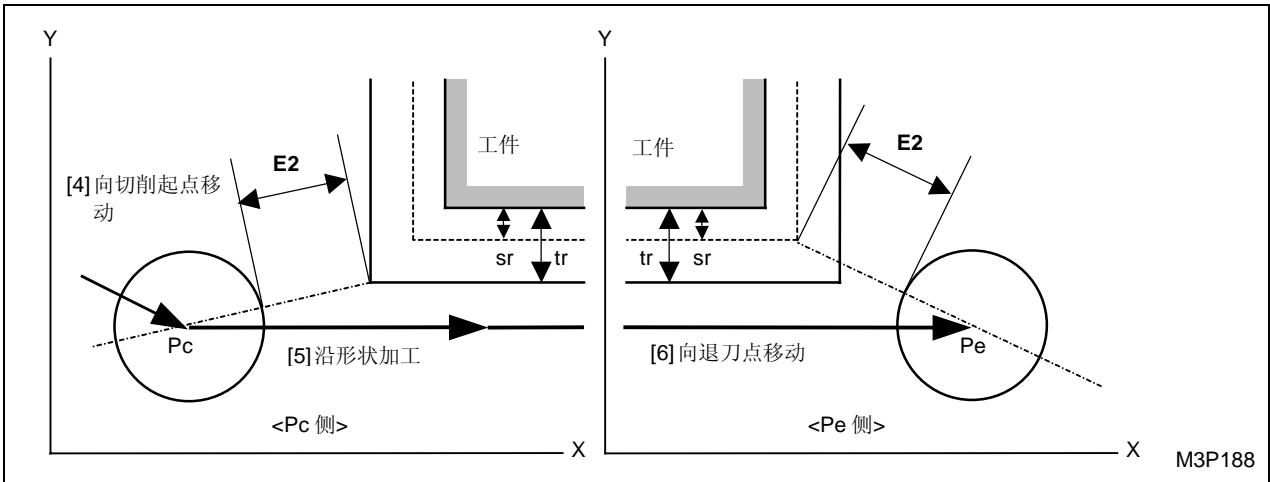 Y
工件
E2
[4]向切削起点移
动
sr
tr
Pc
[5]沿形状加工
<Pc 侧>
X
Y
工件
E2
tr
sr
[6]向退刀点移动
Pe
<Pe 侧>
X
M3P188